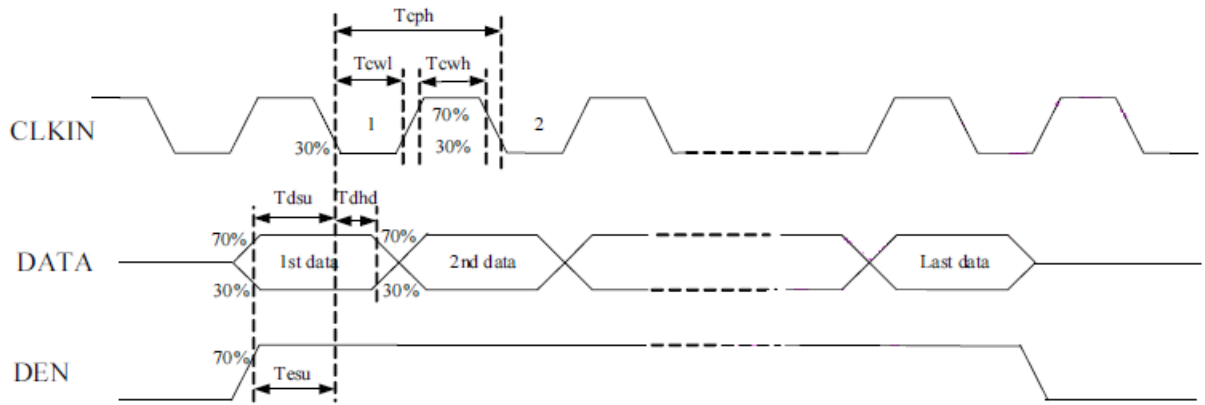 Tcph
Tcwl Tcwh
CLKIN 30% 1 70% 30% 2
Tdsu Tdhd
DATA 70% 30% 1st data 70% 30% 2nd data Last data
DEN 70% Tesu